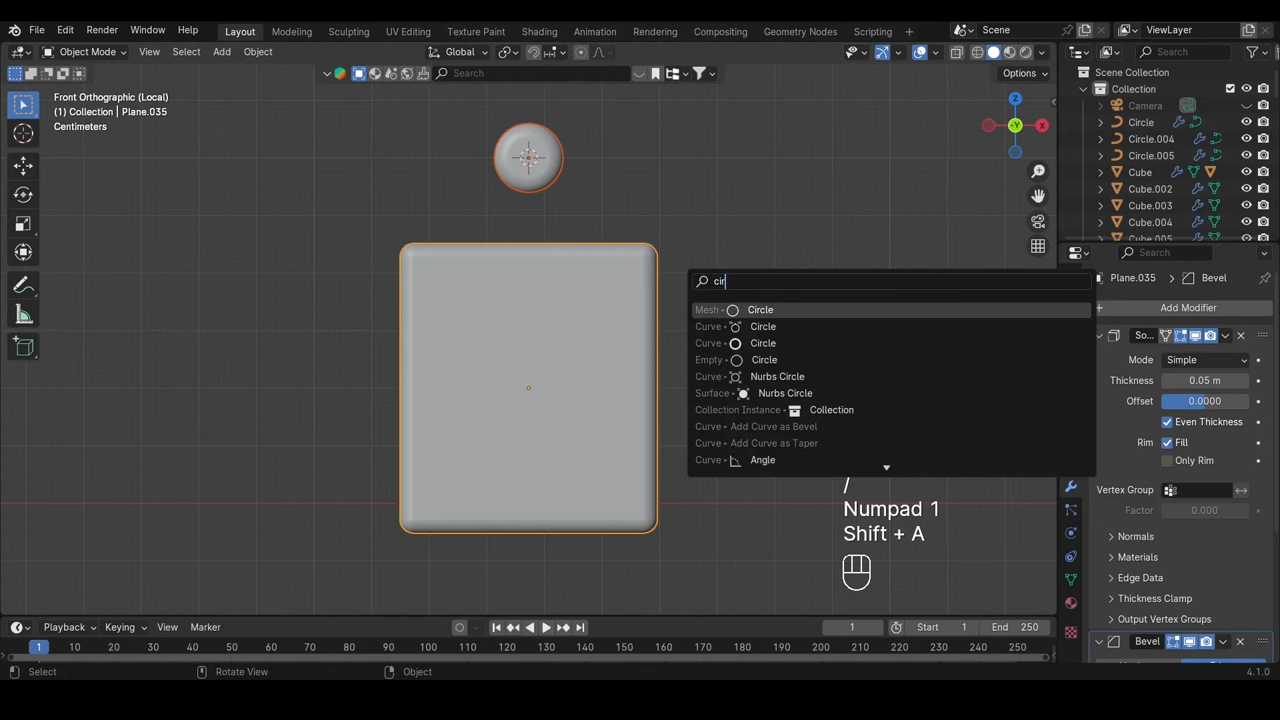 File Edit Render Window Help Layout Modeling Sculpting UV Editing Texture Paint Shading Animation Rendering Compositing Geometry Nodes Scripting + Scene ViewLayer
Object Mode View Select Add Object Global Search
Search Options
Front Orthographic (Local)
(1) Collection | Plane.035
Centimeters
Z
-Y
X
Scene Collection
Collection
Camera
Circle
Circle.004
Circle.005
Cube
Cube.002
Cube.003
Cube.004
Cube.005
Search
Plane.035 > Bevel
Add Modifier
So...
Mode Simple
Thickness 0.05 m
Offset 0.0000
Even Thickness
Rim Fill
Only Rim
Vertex Group
Factor 0.000
Normals
Materials
Edge Data
Thickness Clamp
Output Vertex Groups
Bevel
cir
Mesh Circle
Curve Circle
Curve Circle
Empty Circle
Curve Nurbs Circle
Surface Nurbs Circle
Collection Instance Collection
Curve Add Curve as Bevel
Curve Add Curve as Taper
Curve Angle
/
Numpad 1
Shift + A
Playback Keying View Marker 1 Start 1 End 250
1 10 20 30 40 50 60 70 80 90 100 110 120 130 140 150 160 170 180 190 200 210 220 230 240 250
Select Rotate View Object 4.1.0